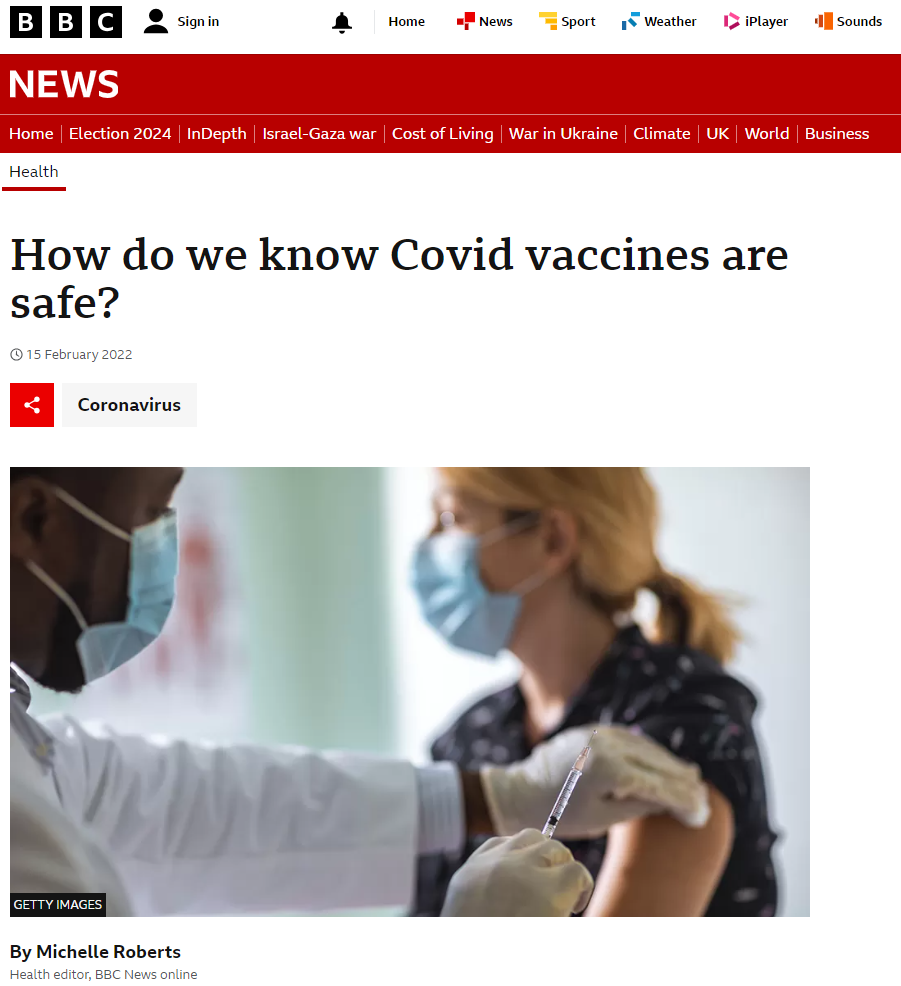 BBC Sign in Home News Sport Weather iPlayer Sounds
NEWS
Home Election 2024 InDepth Israel-Gaza war Cost of Living War in Ukraine Climate UK World Business
Health
How do we know Covid vaccines are
safe?
15 February 2022
Coronavirus
GETTY IMAGES
By Michelle Roberts
Health editor, BBC News online